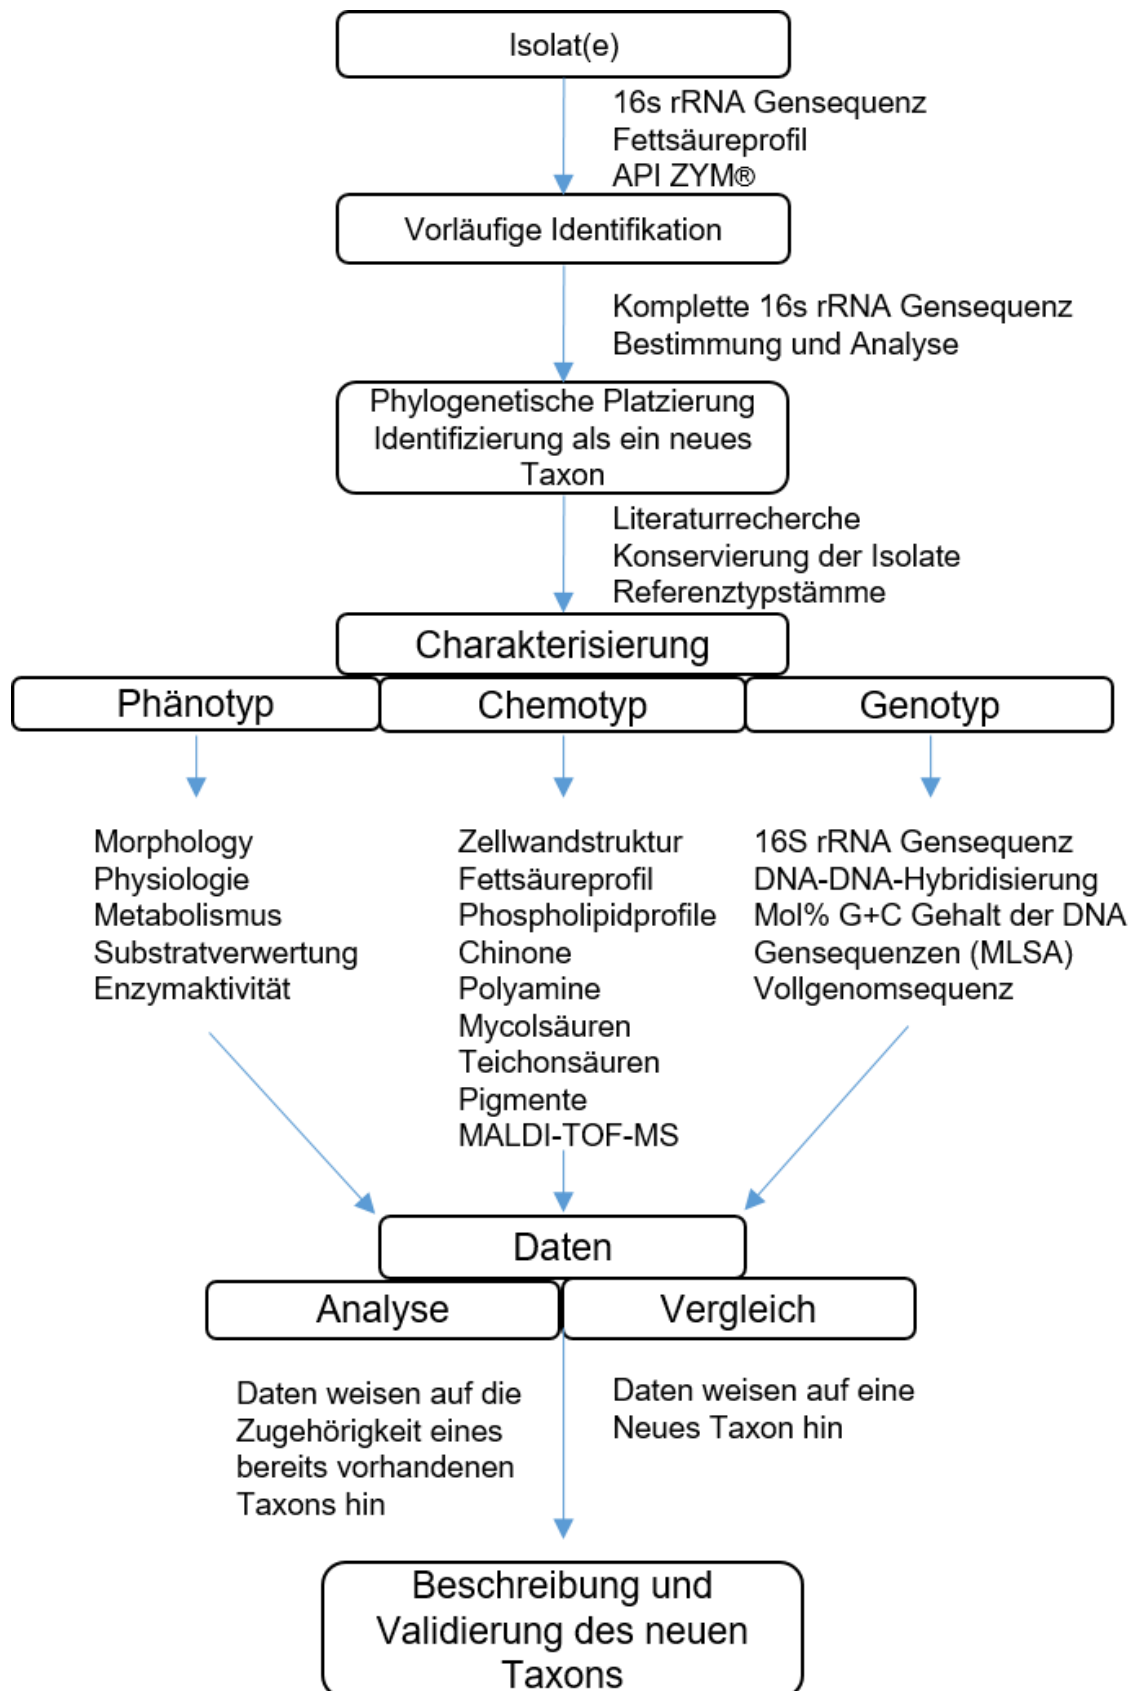 Isolat(e)
16s rRNA Gensequenz
Fettsäureprofil
API ZYM®
Vorläufige Identifikation
Komplette 16s rRNA Gensequenz
Bestimmung und Analyse
Phylogenetische Platzierung
Identifizierung als ein neues
Taxon
Literaturrecherche
Konservierung der Isolate
Referenztypstämme
Charakterisierung
Phänotyp
Chemotyp
Genotyp
Morphology
Physiologie
Metabolismus
Substratverwertung
Enzymaktivität
Zellwandstruktur
Fettsäureprofil
Phospholipidprofile
Chinone
Polyamine
Mycolsäuren
Teichonsäuren
Pigmente
MALDI-TOF-MS
16S rRNA Gensequenz
DNA-DNA-Hybridisierung
Mol% G+C Gehalt der DNA
Gensequenzen (MLSA)
Vollgenomsequenz
Daten
Analyse
Vergleich
Daten weisen auf die
Zugehörigkeit eines
bereits vorhandenen
Taxons hin
Daten weisen auf eine
Neues Taxon hin
Beschreibung und
Validierung des neuen
Taxons